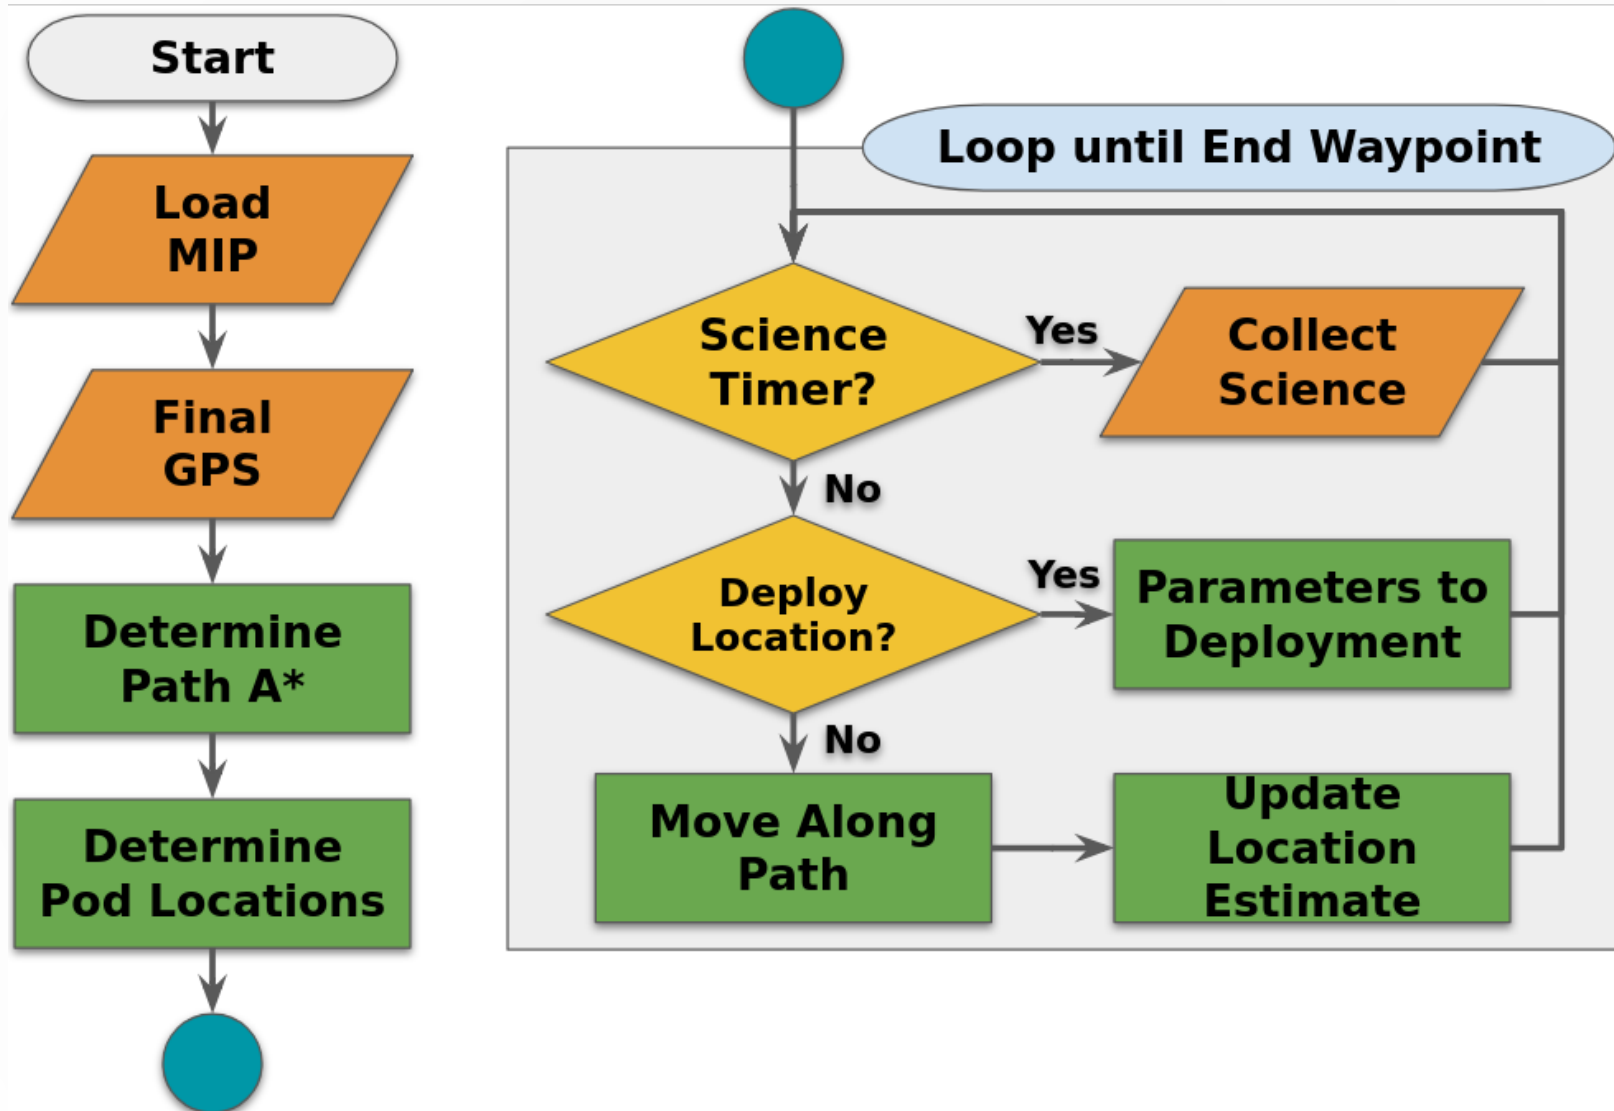 Start
Load
MIP
Final
GPS
Determine
Path A*
Determine
Pod Locations
Loop until End Waypoint
Science
Timer?
Yes
Collect
Science
No
Deploy
Location?
Yes
Parameters to
Deployment
No
Move Along
Path
Update
Location
Estimate